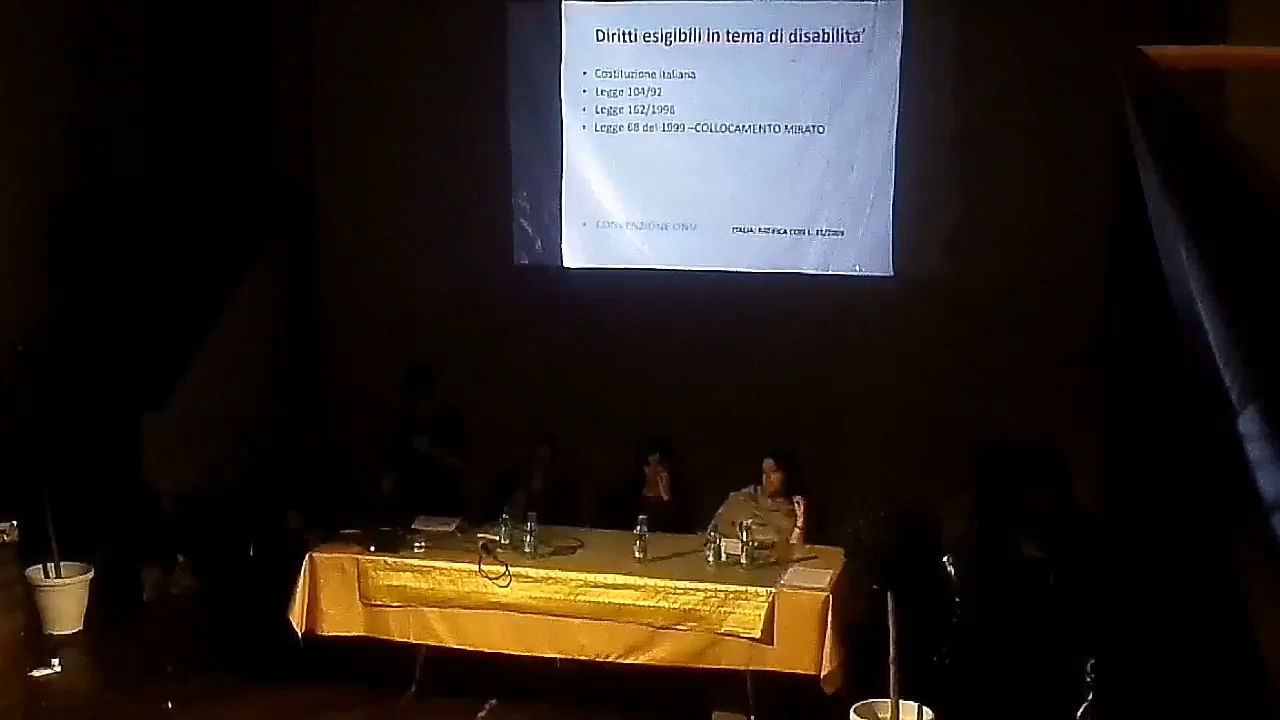 Diritti esigibili in tema di disabilita'
• Costituzione italiana
• Legge 104/92
• Legge 162/1998
• Legge 68 del 1999 –COLLOCAMENTO MIRATO
• CONVENZIONE ONU
ITALIA: RATIFICA CON L.